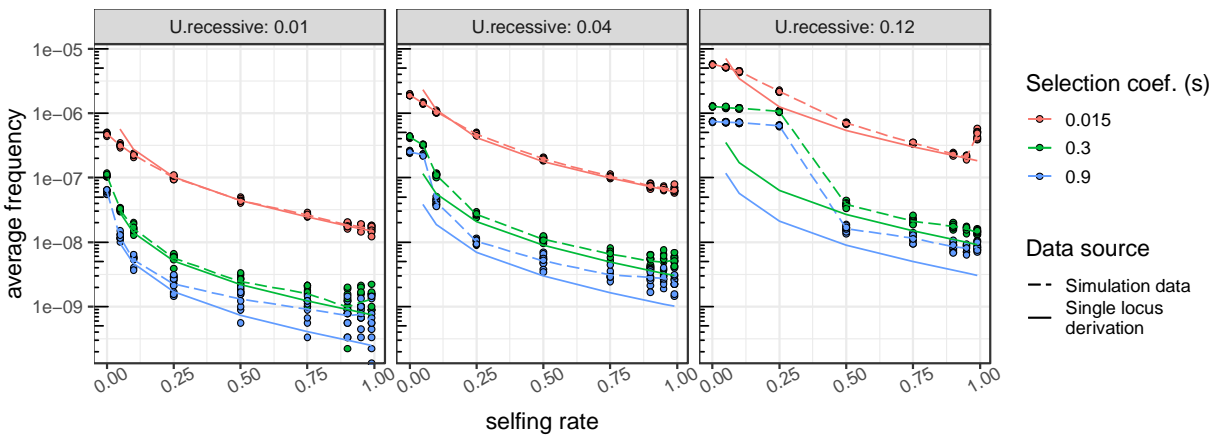 U.recessive: 0.01 U.recessive: 0.04 U.recessive: 0.12
1e−05
1e−06
1e−07
1e−08
1e−09
average frequency
0.00 0.25 0.50 0.75 1.00 0.00 0.25 0.50 0.75 1.00 0.00 0.25 0.50 0.75 1.00
selfing rate
Selection coef. (s)
0.015
0.3
0.9
Data source
Simulation data
Single locus
derivation